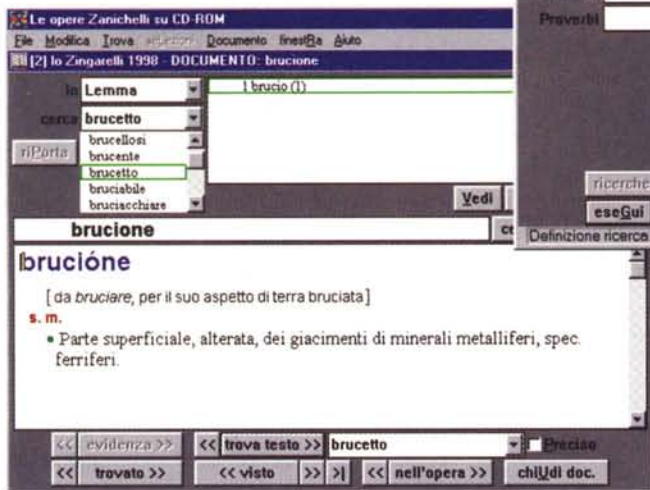 Le opere Zanichelli su CD-ROM
File Modifica Trova selezioni Documento finestRa Aiuto
[2] lo Zingarelli 1998 - DOCUMENTO: brucione
in Lemma
1 brucio (1)
cerca brucetto
riPorta
brucellosi
brucente
brucetto
bruciabile
bruciacchiare
Vedi
Proverbi
ricerche
eseGui
Definizione ricerca
brucione
brucióne
[da bruciare, per il suo aspetto di terra bruciata]
s. m.
• Parte superficiale, alterata, dei giacimenti di minerali metalliferi, spec.
ferriferi.
<< evidenza >> << trova testo >> brucetto Preciso
<< trovato >> << visto >> >| << nell'opera >> chiUdi doc.